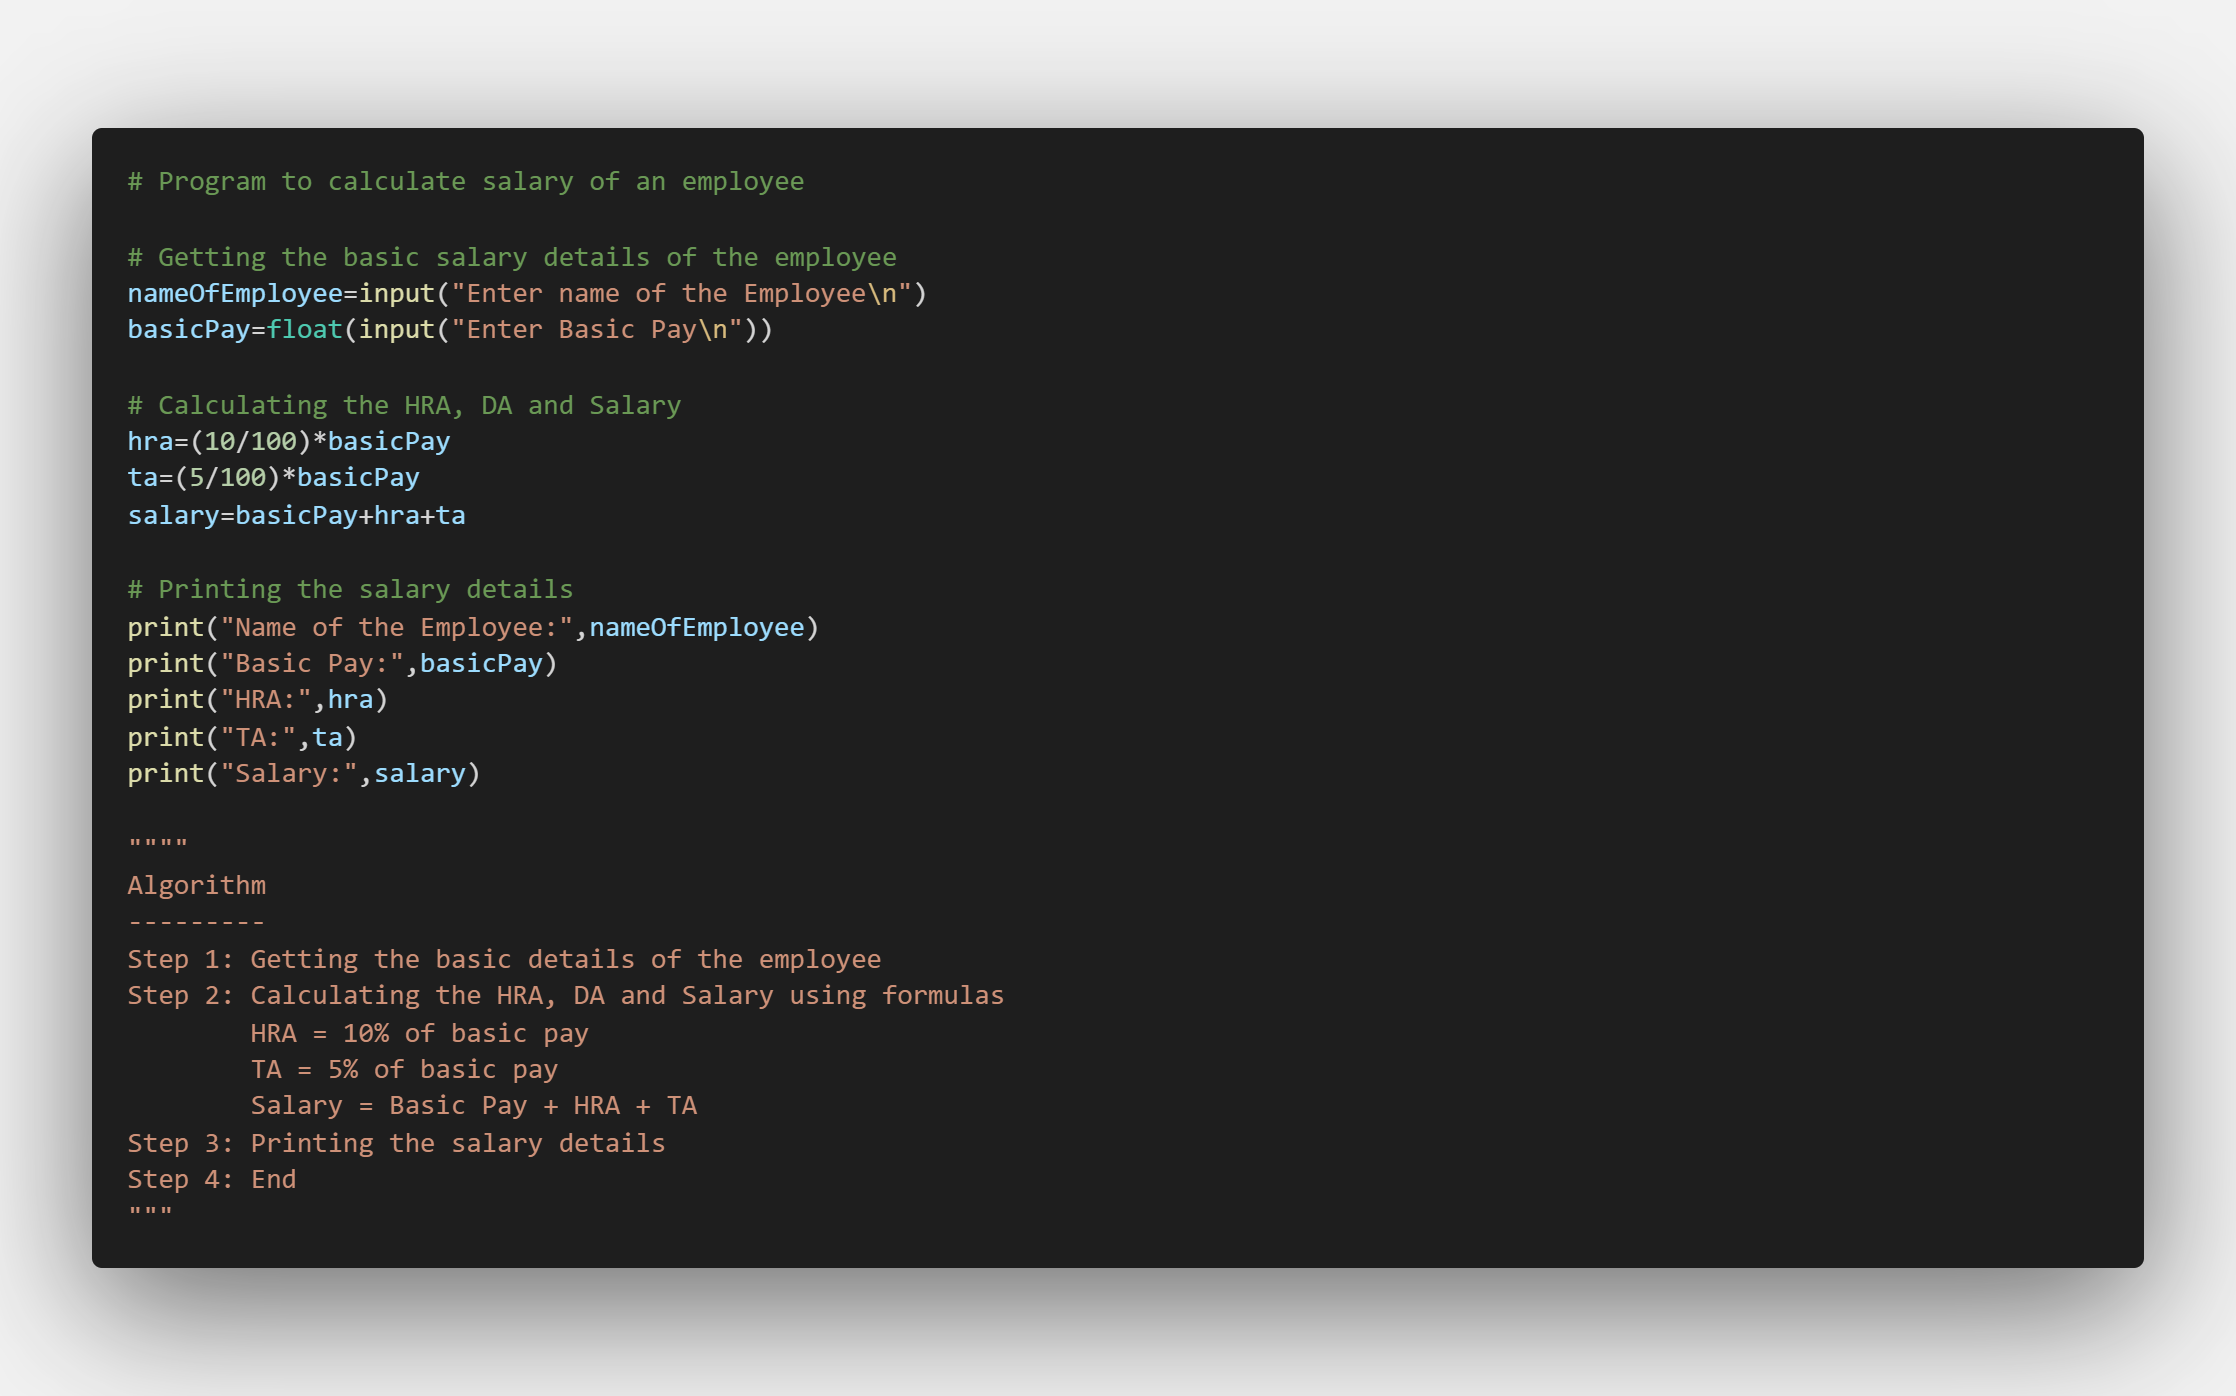 # Program to calculate salary of an employee
# Getting the basic salary details of the employee
nameOfEmployee=input("Enter name of the Employee\n")
basicPay=float(input("Enter Basic Pay\n"))
# Calculating the HRA, DA and Salary
hra=(10/100)*basicPay
ta=(5/100)*basicPay
salary=basicPay+hra+ta
# Printing the salary details
print("Name of the Employee:",nameOfEmployee)
print("Basic Pay:",basicPay)
print("HRA:",hra)
print("TA:",ta)
print("Salary:",salary)
""""
Algorithm
---------
Step 1: Getting the basic details of the employee
Step 2: Calculating the HRA, DA and Salary using formulas
        HRA = 10% of basic pay
        TA = 5% of basic pay
        Salary = Basic Pay + HRA + TA
Step 3: Printing the salary details
Step 4: End
"""